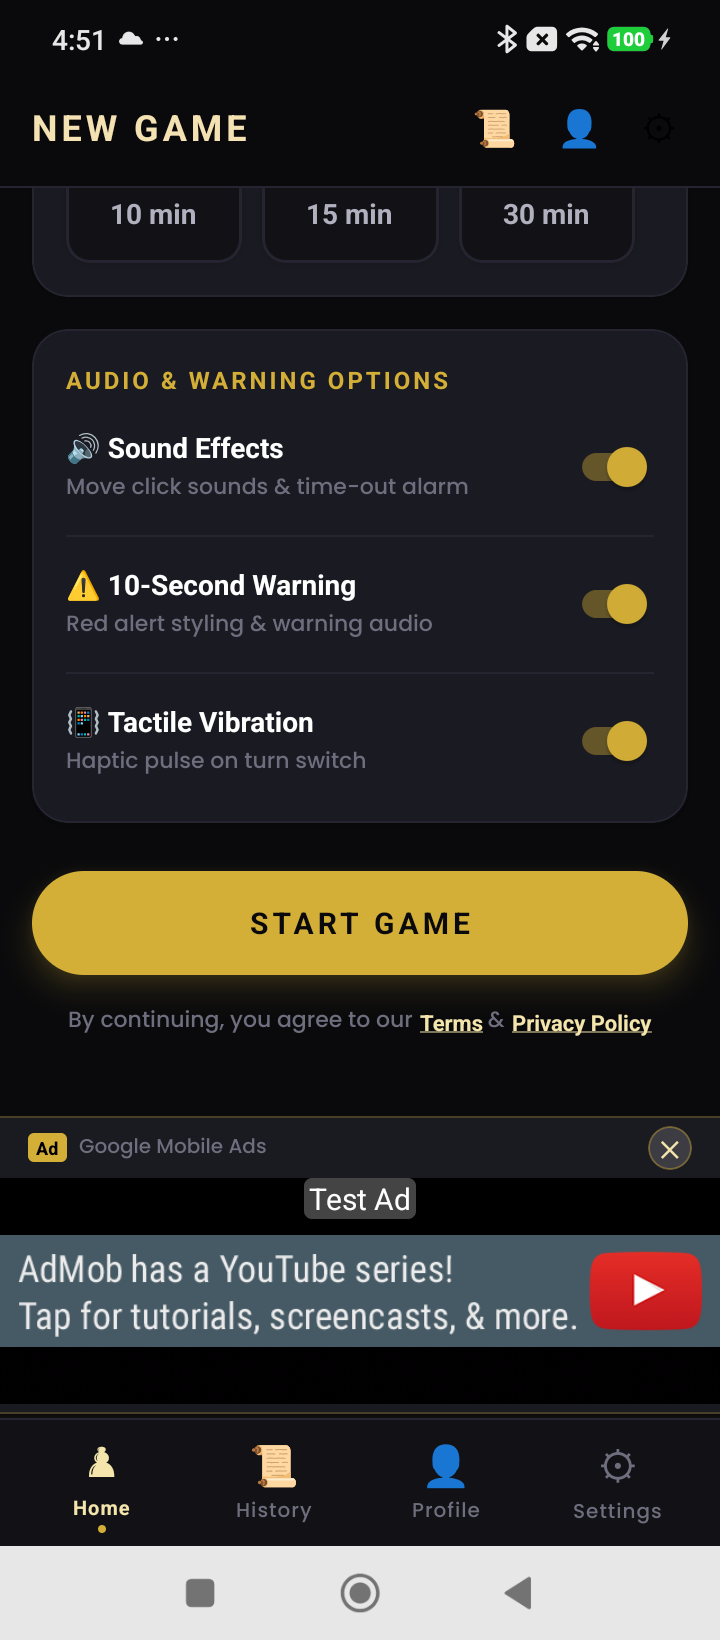 4:51
100
NEW GAME
10 min 15 min 30 min
AUDIO & WARNING OPTIONS
Sound Effects
Move click sounds & time-out alarm
10-Second Warning
Red alert styling & warning audio
Tactile Vibration
Haptic pulse on turn switch
START GAME
By continuing, you agree to our Terms & Privacy Policy
Ad Google Mobile Ads
Test Ad
AdMob has a YouTube series!
Tap for tutorials, screencasts, & more.
Home History Profile Settings